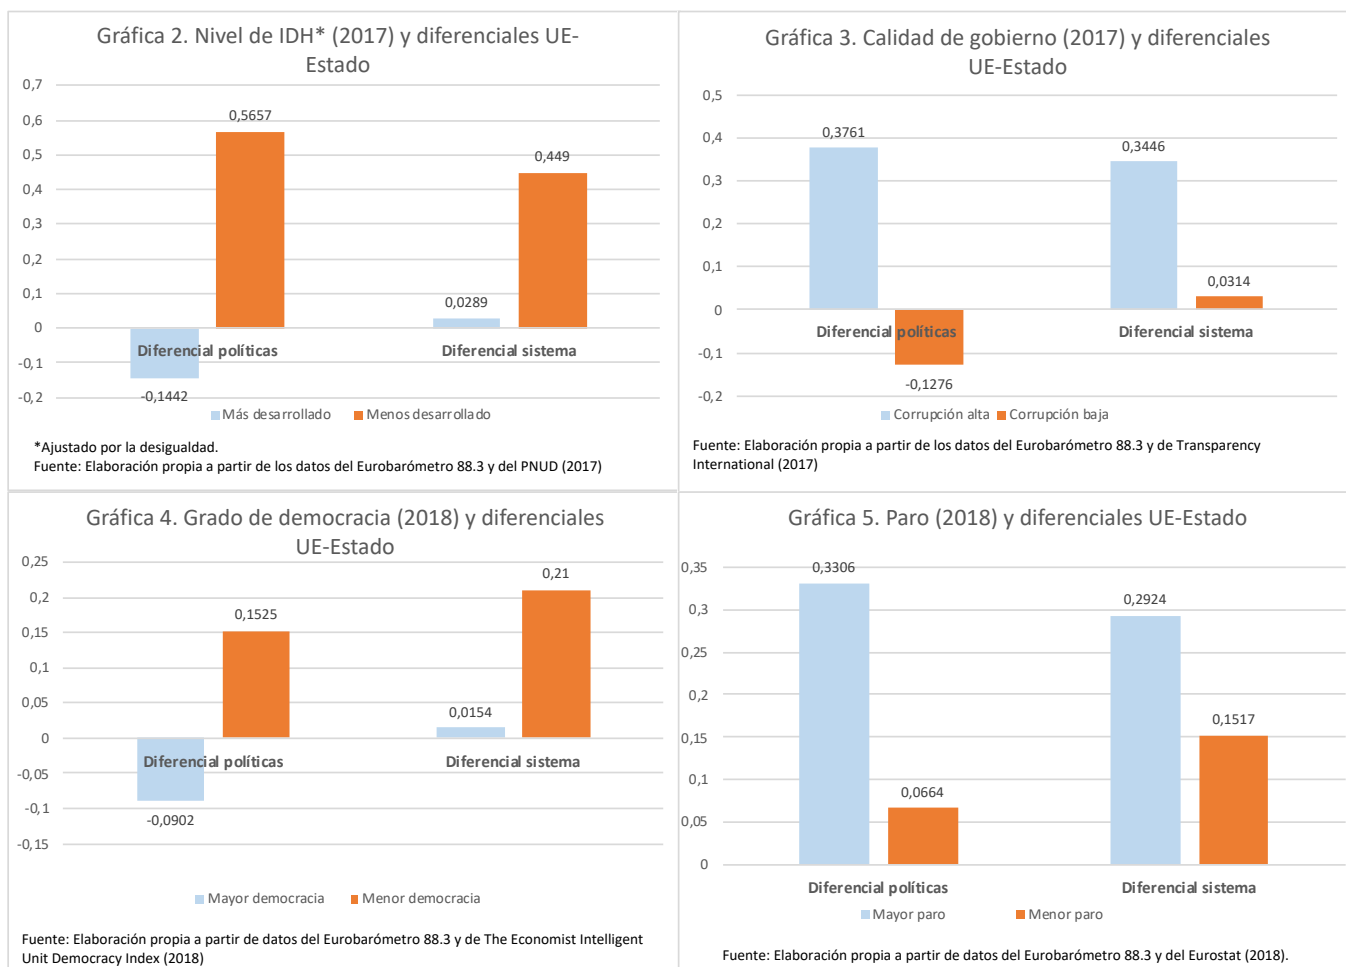 Gráfica 2. Nivel de IDH* (2017) y diferenciales UE-
Estado
0,7
0,6
0,5
0,4
0,3
0,2
0,1
0
-0,1
-0,2
0,5657
0,449
0,0289
-0,1442
Diferencial políticas
Diferencial sistema
Más desarrollado
Menos desarrollado
*Ajustado por la desigualdad.
Fuente: Elaboración propia a partir de los datos del Eurobarómetro 88.3 y del PNUD (2017)
Gráfica 3. Calidad de gobierno (2017) y diferenciales
UE-Estado
0,5
0,4
0,3
0,2
0,1
0
-0,1
-0,2
0,3761
0,3446
0,0314
-0,1276
Diferencial políticas
Diferencial sistema
Corrupción alta
Corrupción baja
Fuente: Elaboración propia a partir de los datos del Eurobarómetro 88.3 y de Transparency
International (2017)
Gráfica 4. Grado de democracia (2018) y diferenciales
UE-Estado
0,25
0,2
0,15
0,1
0,05
0
-0,05
-0,1
-0,15
0,21
0,1525
0,0154
-0,0902
Diferencial políticas
Diferencial sistema
Mayor democracia
Menor democracia
Fuente: Elaboración propia a partir de datos del Eurobarómetro 88.3 y de The Economist Intelligent
Unit Democracy Index (2018)
Gráfica 5. Paro (2018) y diferenciales UE-Estado
0,35
0,3
0,25
0,2
0,15
0,1
0,05
0
0,3306
0,2924
0,1517
0,0664
Diferencial políticas
Diferencial sistema
Mayor paro
Menor paro
Fuente: Elaboración propia a partir de datos del Eurobarómetro 88.3 y del Eurostat (2018).